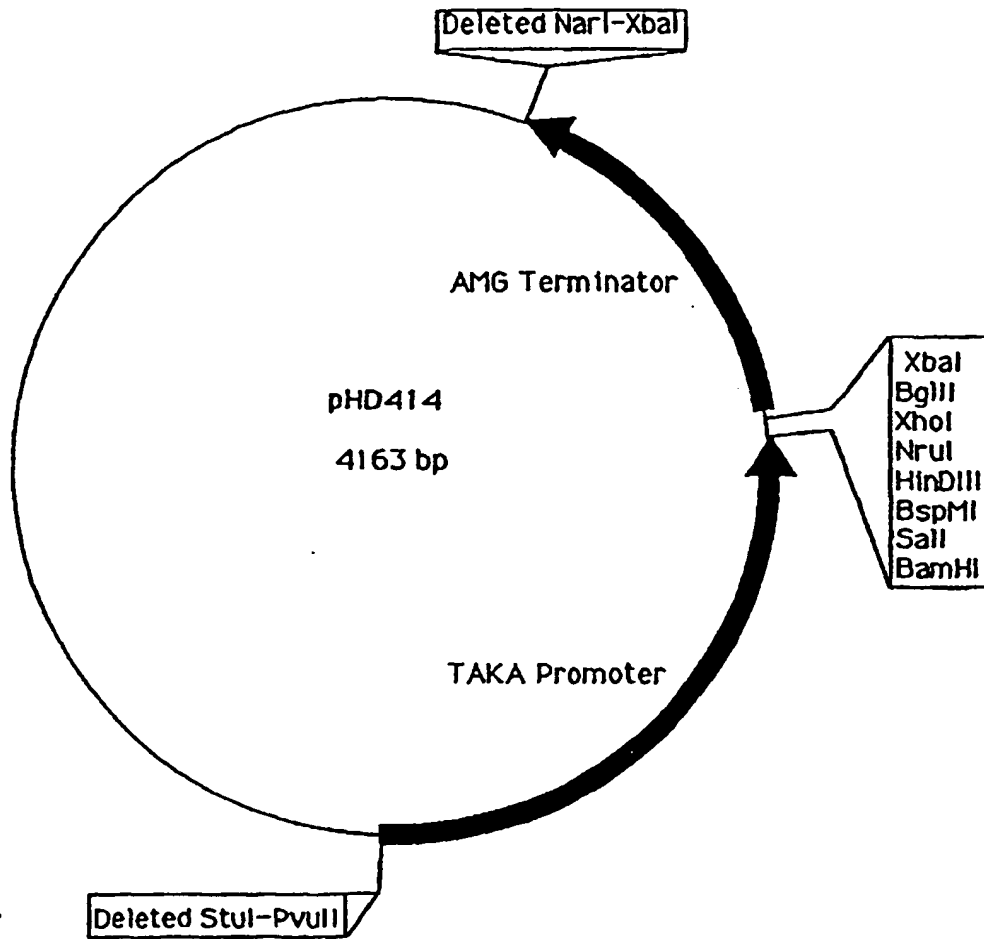 Deleted NarI-XbaI
AMG Terminator
pHD414
4163 bp
XbaI
BglII
XhoI
NruI
HinDIII
BspMI
SalI
BamHI
TAKA Promoter
Deleted StuI-PvuII